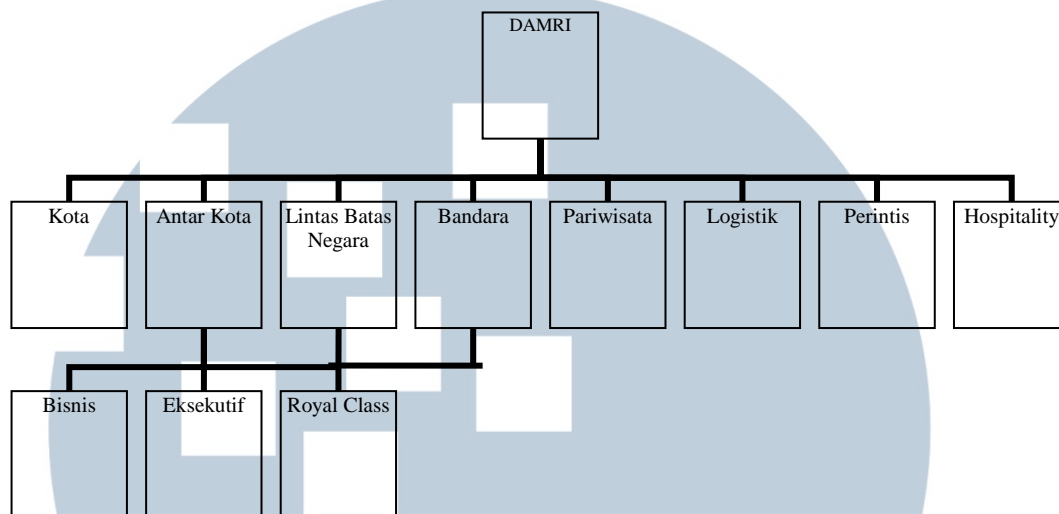 DAMRI
Kota
Antar Kota
Lintas Batas
Negara
Bandara
Pariwisata
Logistik
Perintis
Hospitality
Bisnis
Eksekutif
Royal Class